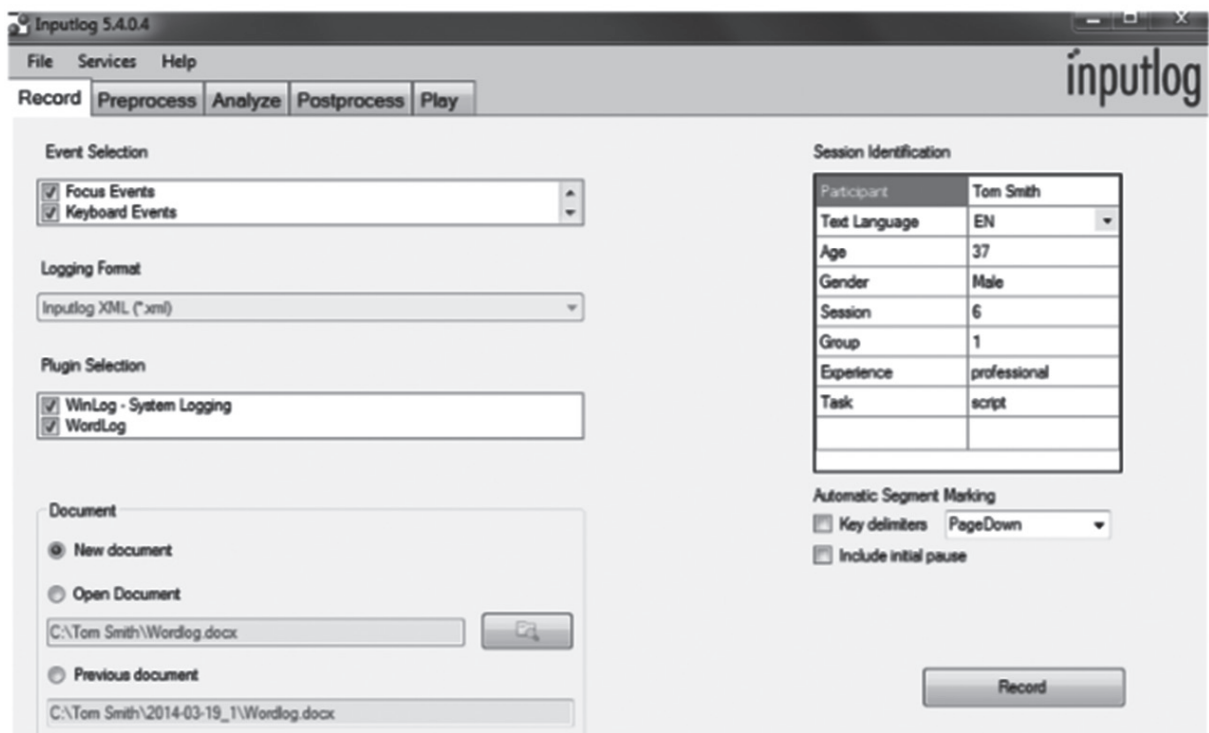 Inputlog 5.4.0.4
File Services Help
inputlog
Record Preprocess Analyze Postprocess Play
Event Selection
Focus Events
Keyboard Events
Logging Format
Inputlog XML (*.xml)
Plugin Selection
WinLog - System Logging
WordLog
Document
New document
Open Document
C:\Tom Smith\Wordlog.docx
Previous document
C:\Tom Smith\2014-03-19_1\Wordlog.docx
Session Identification
Participant Tom Smith
Text Language EN
Age 37
Gender Male
Session 6
Group 1
Experience professional
Task script
Automatic Segment Marking
Key delimiters PageDown
Include initial pause
Record